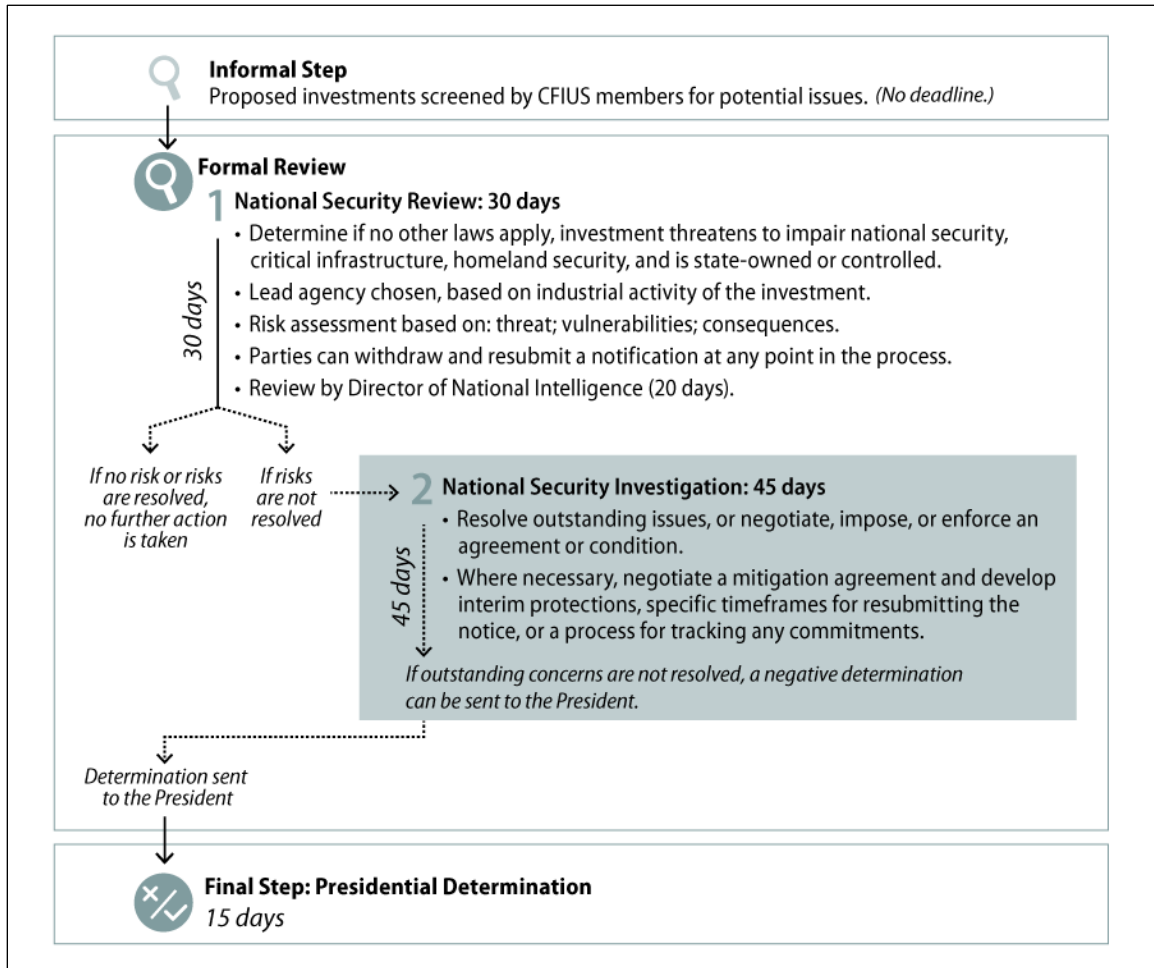 Informal Step
Proposed investments screened by CFIUS members for potential issues. (No deadline.)
Formal Review
1 National Security Review: 30 days
• Determine if no other laws apply, investment threatens to impair national security,
critical infrastructure, homeland security, and is state-owned or controlled.
• Lead agency chosen, based on industrial activity of the investment.
• Risk assessment based on: threat; vulnerabilities; consequences.
• Parties can withdraw and resubmit a notification at any point in the process.
• Review by Director of National Intelligence (20 days).
30 days
If no risk or risks
are resolved,
no further action
is taken
If risks
are not
resolved
2 National Security Investigation: 45 days
• Resolve outstanding issues, or negotiate, impose, or enforce an
agreement or condition.
• Where necessary, negotiate a mitigation agreement and develop
interim protections, specific timeframes for resubmitting the
notice, or a process for tracking any commitments.
45 days
If outstanding concerns are not resolved, a negative determination
can be sent to the President.
Determination sent
to the President
Final Step: Presidential Determination
15 days